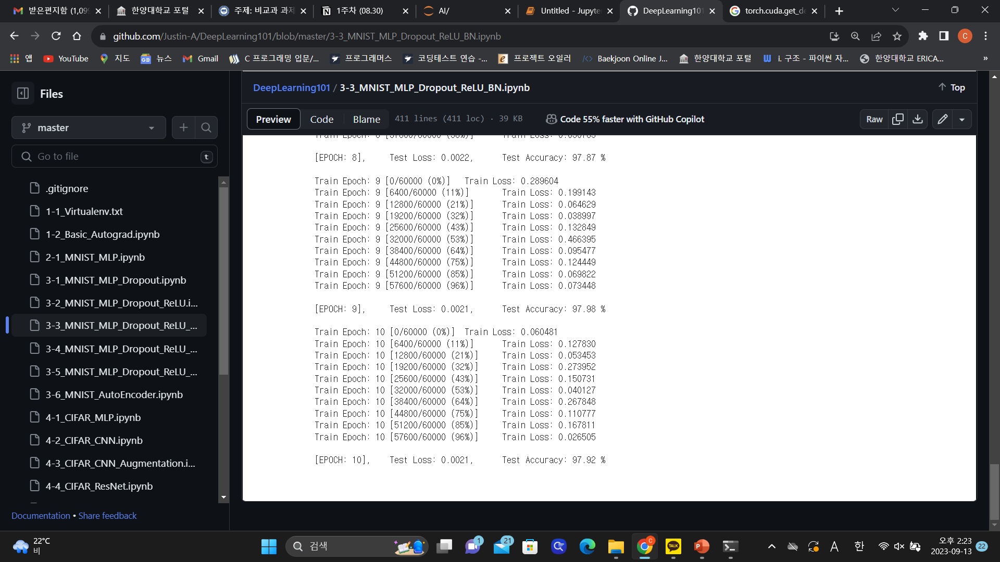 받은편지함 (1,099
한양대학교 포털
주제: 비교과 과제
1주차 (08.30)
AI/
Untitled - Jupyte
DeepLearning101
torch.cuda.get_de
github.com/Justin-A/DeepLearning101/blob/master/3-3_MNIST_MLP_Dropout_ReLU_BN.ipynb
C
앱
YouTube
지도
뉴스
Gmail
C 프로그래밍 입문/...
프로그래머스
코딩테스트 연습 -...
프로젝트 오일러
Baekjoon Online J...
한양대학교 포털
i. 구조 - 파이썬 자...
한양대학교 ERICA...
»
Files
master
Go to file
t
.gitignore
1-1_Virtualenv.txt
1-2_Basic_Autograd.ipynb
2-1_MNIST_MLP.ipynb
3-1_MNIST_MLP_Dropout.ipynb
3-2_MNIST_MLP_Dropout_ReLU.i...
3-3_MNIST_MLP_Dropout_ReLU_...
3-4_MNIST_MLP_Dropout_ReLU_...
3-5_MNIST_MLP_Dropout_ReLU_...
3-6_MNIST_AutoEncoder.ipynb
4-1_CIFAR_MLP.ipynb
4-2_CIFAR_CNN.ipynb
4-3_CIFAR_CNN_Augmentation.i...
4-4_CIFAR_ResNet.ipynb
Documentation • Share feedback
DeepLearning101 / 3-3_MNIST_MLP_Dropout_ReLU_BN.ipynb
Top
Preview Code Blame 411 lines (411 loc) · 39 KB Code 55% faster with GitHub Copilot Raw
[EPOCH: 8], Test Loss: 0.0022, Test Accuracy: 97.87 %
Train Epoch: 9 [0/60000 (0%)] Train Loss: 0.289604
Train Epoch: 9 [6400/60000 (11%)] Train Loss: 0.199143
Train Epoch: 9 [12800/60000 (21%)] Train Loss: 0.064629
Train Epoch: 9 [19200/60000 (32%)] Train Loss: 0.038997
Train Epoch: 9 [25600/60000 (43%)] Train Loss: 0.132849
Train Epoch: 9 [32000/60000 (53%)] Train Loss: 0.466395
Train Epoch: 9 [38400/60000 (64%)] Train Loss: 0.095477
Train Epoch: 9 [44800/60000 (75%)] Train Loss: 0.124449
Train Epoch: 9 [51200/60000 (85%)] Train Loss: 0.069822
Train Epoch: 9 [57600/60000 (96%)] Train Loss: 0.073448
[EPOCH: 9], Test Loss: 0.0021, Test Accuracy: 97.98 %
Train Epoch: 10 [0/60000 (0%)] Train Loss: 0.060481
Train Epoch: 10 [6400/60000 (11%)] Train Loss: 0.127830
Train Epoch: 10 [12800/60000 (21%)] Train Loss: 0.053453
Train Epoch: 10 [19200/60000 (32%)] Train Loss: 0.273952
Train Epoch: 10 [25600/60000 (43%)] Train Loss: 0.150731
Train Epoch: 10 [32000/60000 (53%)] Train Loss: 0.040127
Train Epoch: 10 [38400/60000 (64%)] Train Loss: 0.267848
Train Epoch: 10 [44800/60000 (75%)] Train Loss: 0.110777
Train Epoch: 10 [51200/60000 (85%)] Train Loss: 0.167811
Train Epoch: 10 [57600/60000 (96%)] Train Loss: 0.026505
[EPOCH: 10], Test Loss: 0.0021, Test Accuracy: 97.92 %
22°C
비
검색
1
21
C
TALK
A
한
오후 2:23
2023-09-13
22